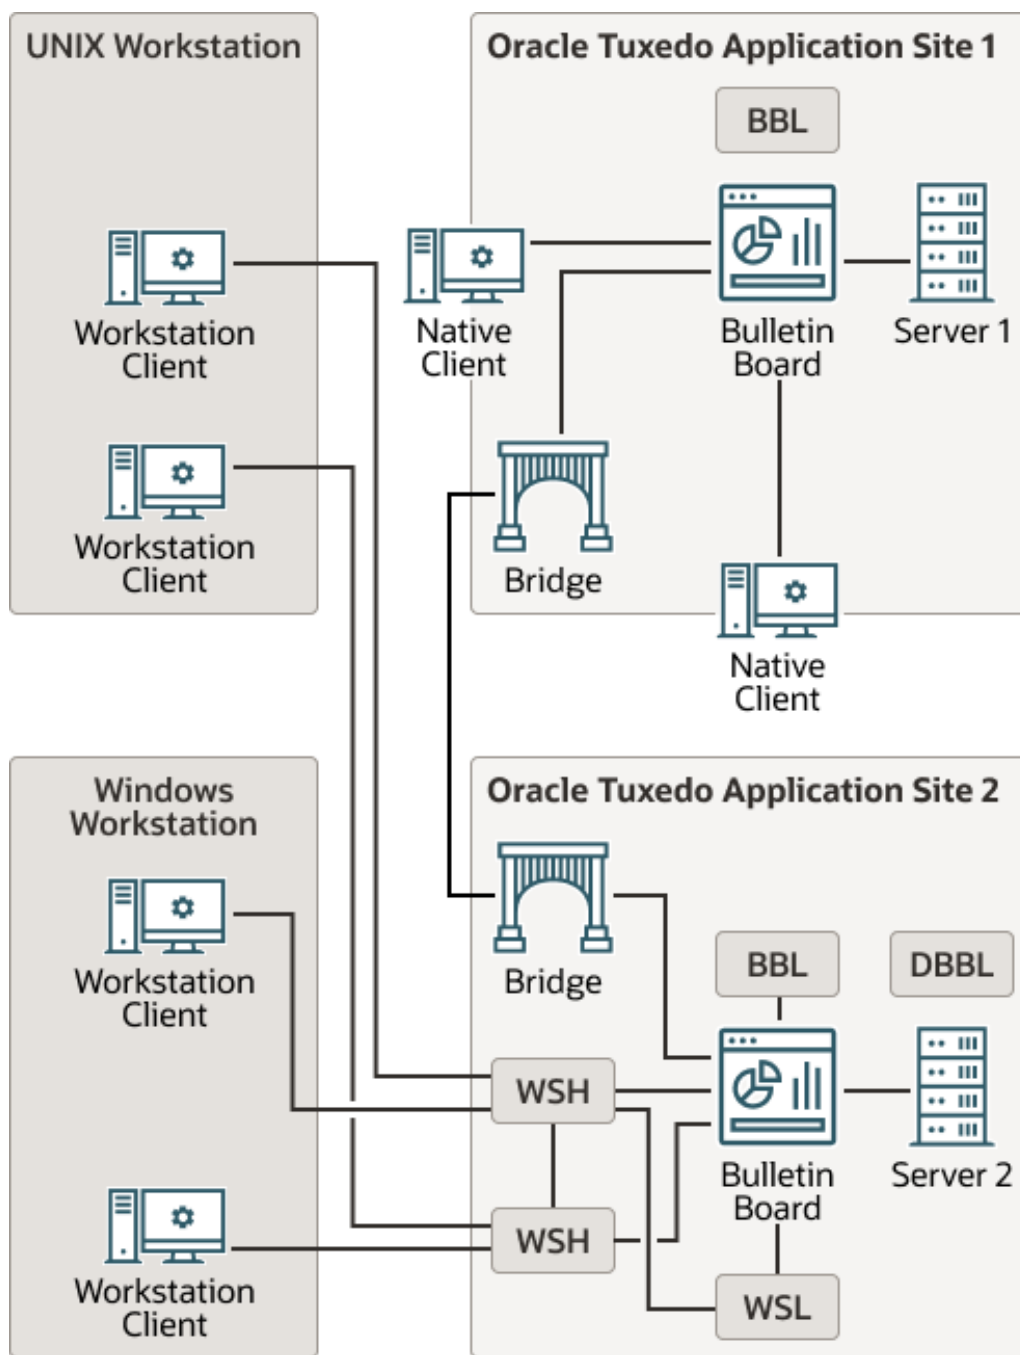 UNIX Workstation
Workstation
Client
Workstation
Client
Oracle Tuxedo Application Site 1
BBL
Native
Client
Bulletin
Board
Server 1
Bridge
Native
Client
Windows
Workstation
Workstation
Client
Workstation
Client
Oracle Tuxedo Application Site 2
Bridge
BBL
DBBL
WSH
Bulletin
Board
Server 2
WSH
WSL